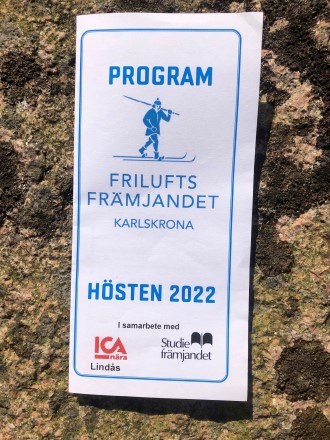 PROGRAM
FRILUFTS
FRÄMJANDET
KARLSKRONA
HÖSTEN 2022
I samarbete med
ICA
nära
Lindås
Studie
främjandet